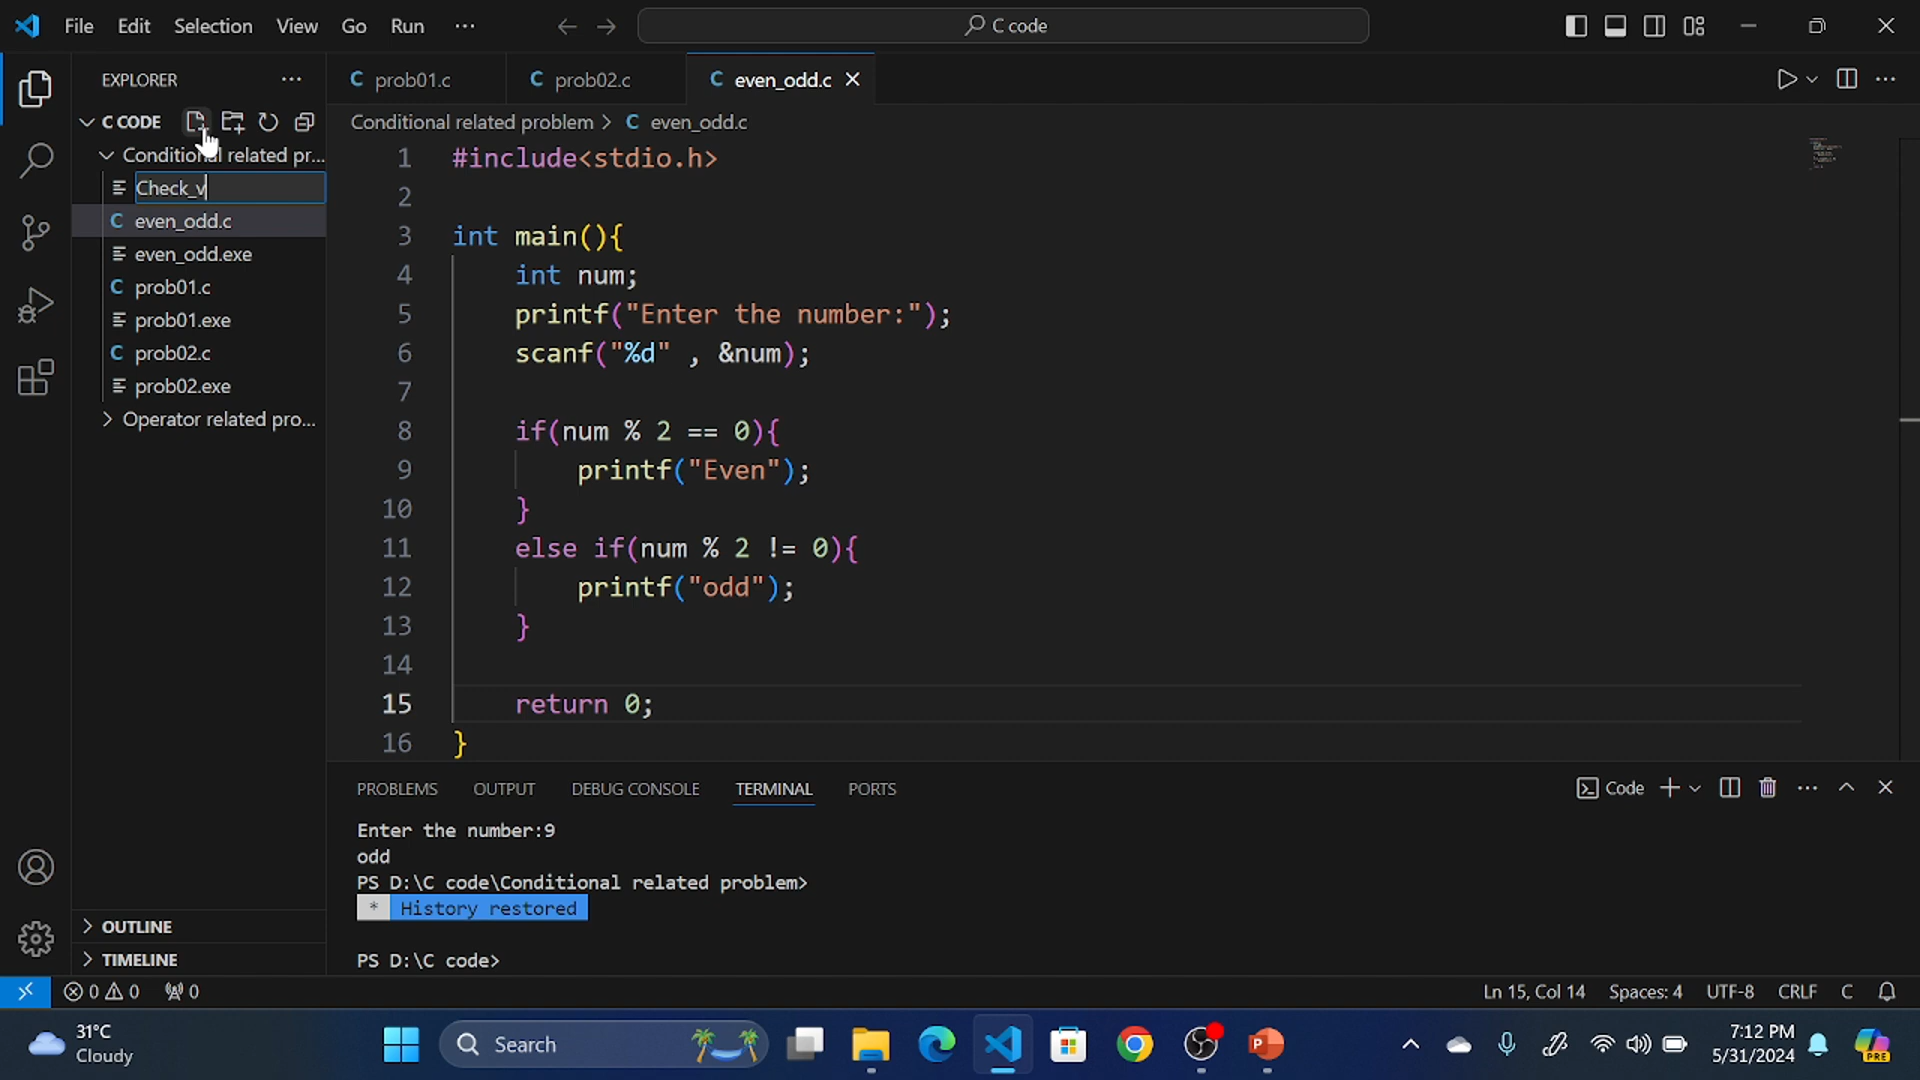 File Edit Selection View Go Run ··· C code
EXPLORER ···
C CODE
Conditional related pr...
Check_v
even_odd.c
even_odd.exe
prob01.c
prob01.exe
prob02.c
prob02.exe
Operator related pro...
OUTLINE
TIMELINE
prob01.c prob02.c even_odd.c
Conditional related problem > C even_odd.c
1 #include<stdio.h>
2
3 int main(){
4 int num;
5 printf("Enter the number:");
6 scanf("%d" , &num);
7
8 if(num % 2 == 0){
9 printf("Even");
10 }
11 else if(num % 2 != 0){
12 printf("odd");
13 }
14
15 return 0;
16 }
PROBLEMS OUTPUT DEBUG CONSOLE TERMINAL PORTS Code
Enter the number:9
odd
PS D:\C code\Conditional related problem>
* History restored
PS D:\C code>
0 0 0 Ln 15, Col 14 Spaces: 4 UTF-8 CRLF C
31°C
Cloudy
Search
7:12 PM
5/31/2024
PRE